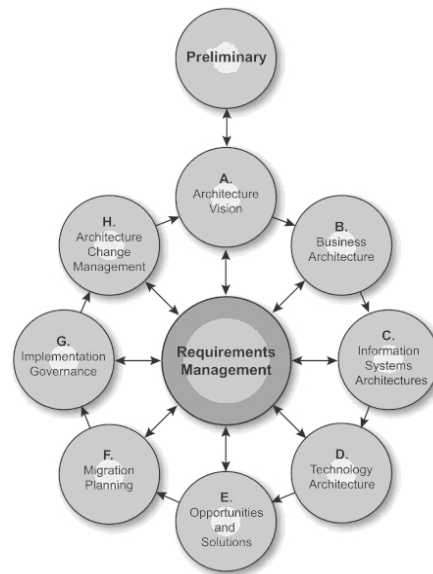 Preliminary
A.
Architecture
Vision
B.
Business
Architecture
C.
Information
Systems
Architectures
D.
Technology
Architecture
E.
Opportunities
and
Solutions
F.
Migration
Planning
G.
Implementation
Governance
H.
Architecture
Change
Management
Requirements
Management